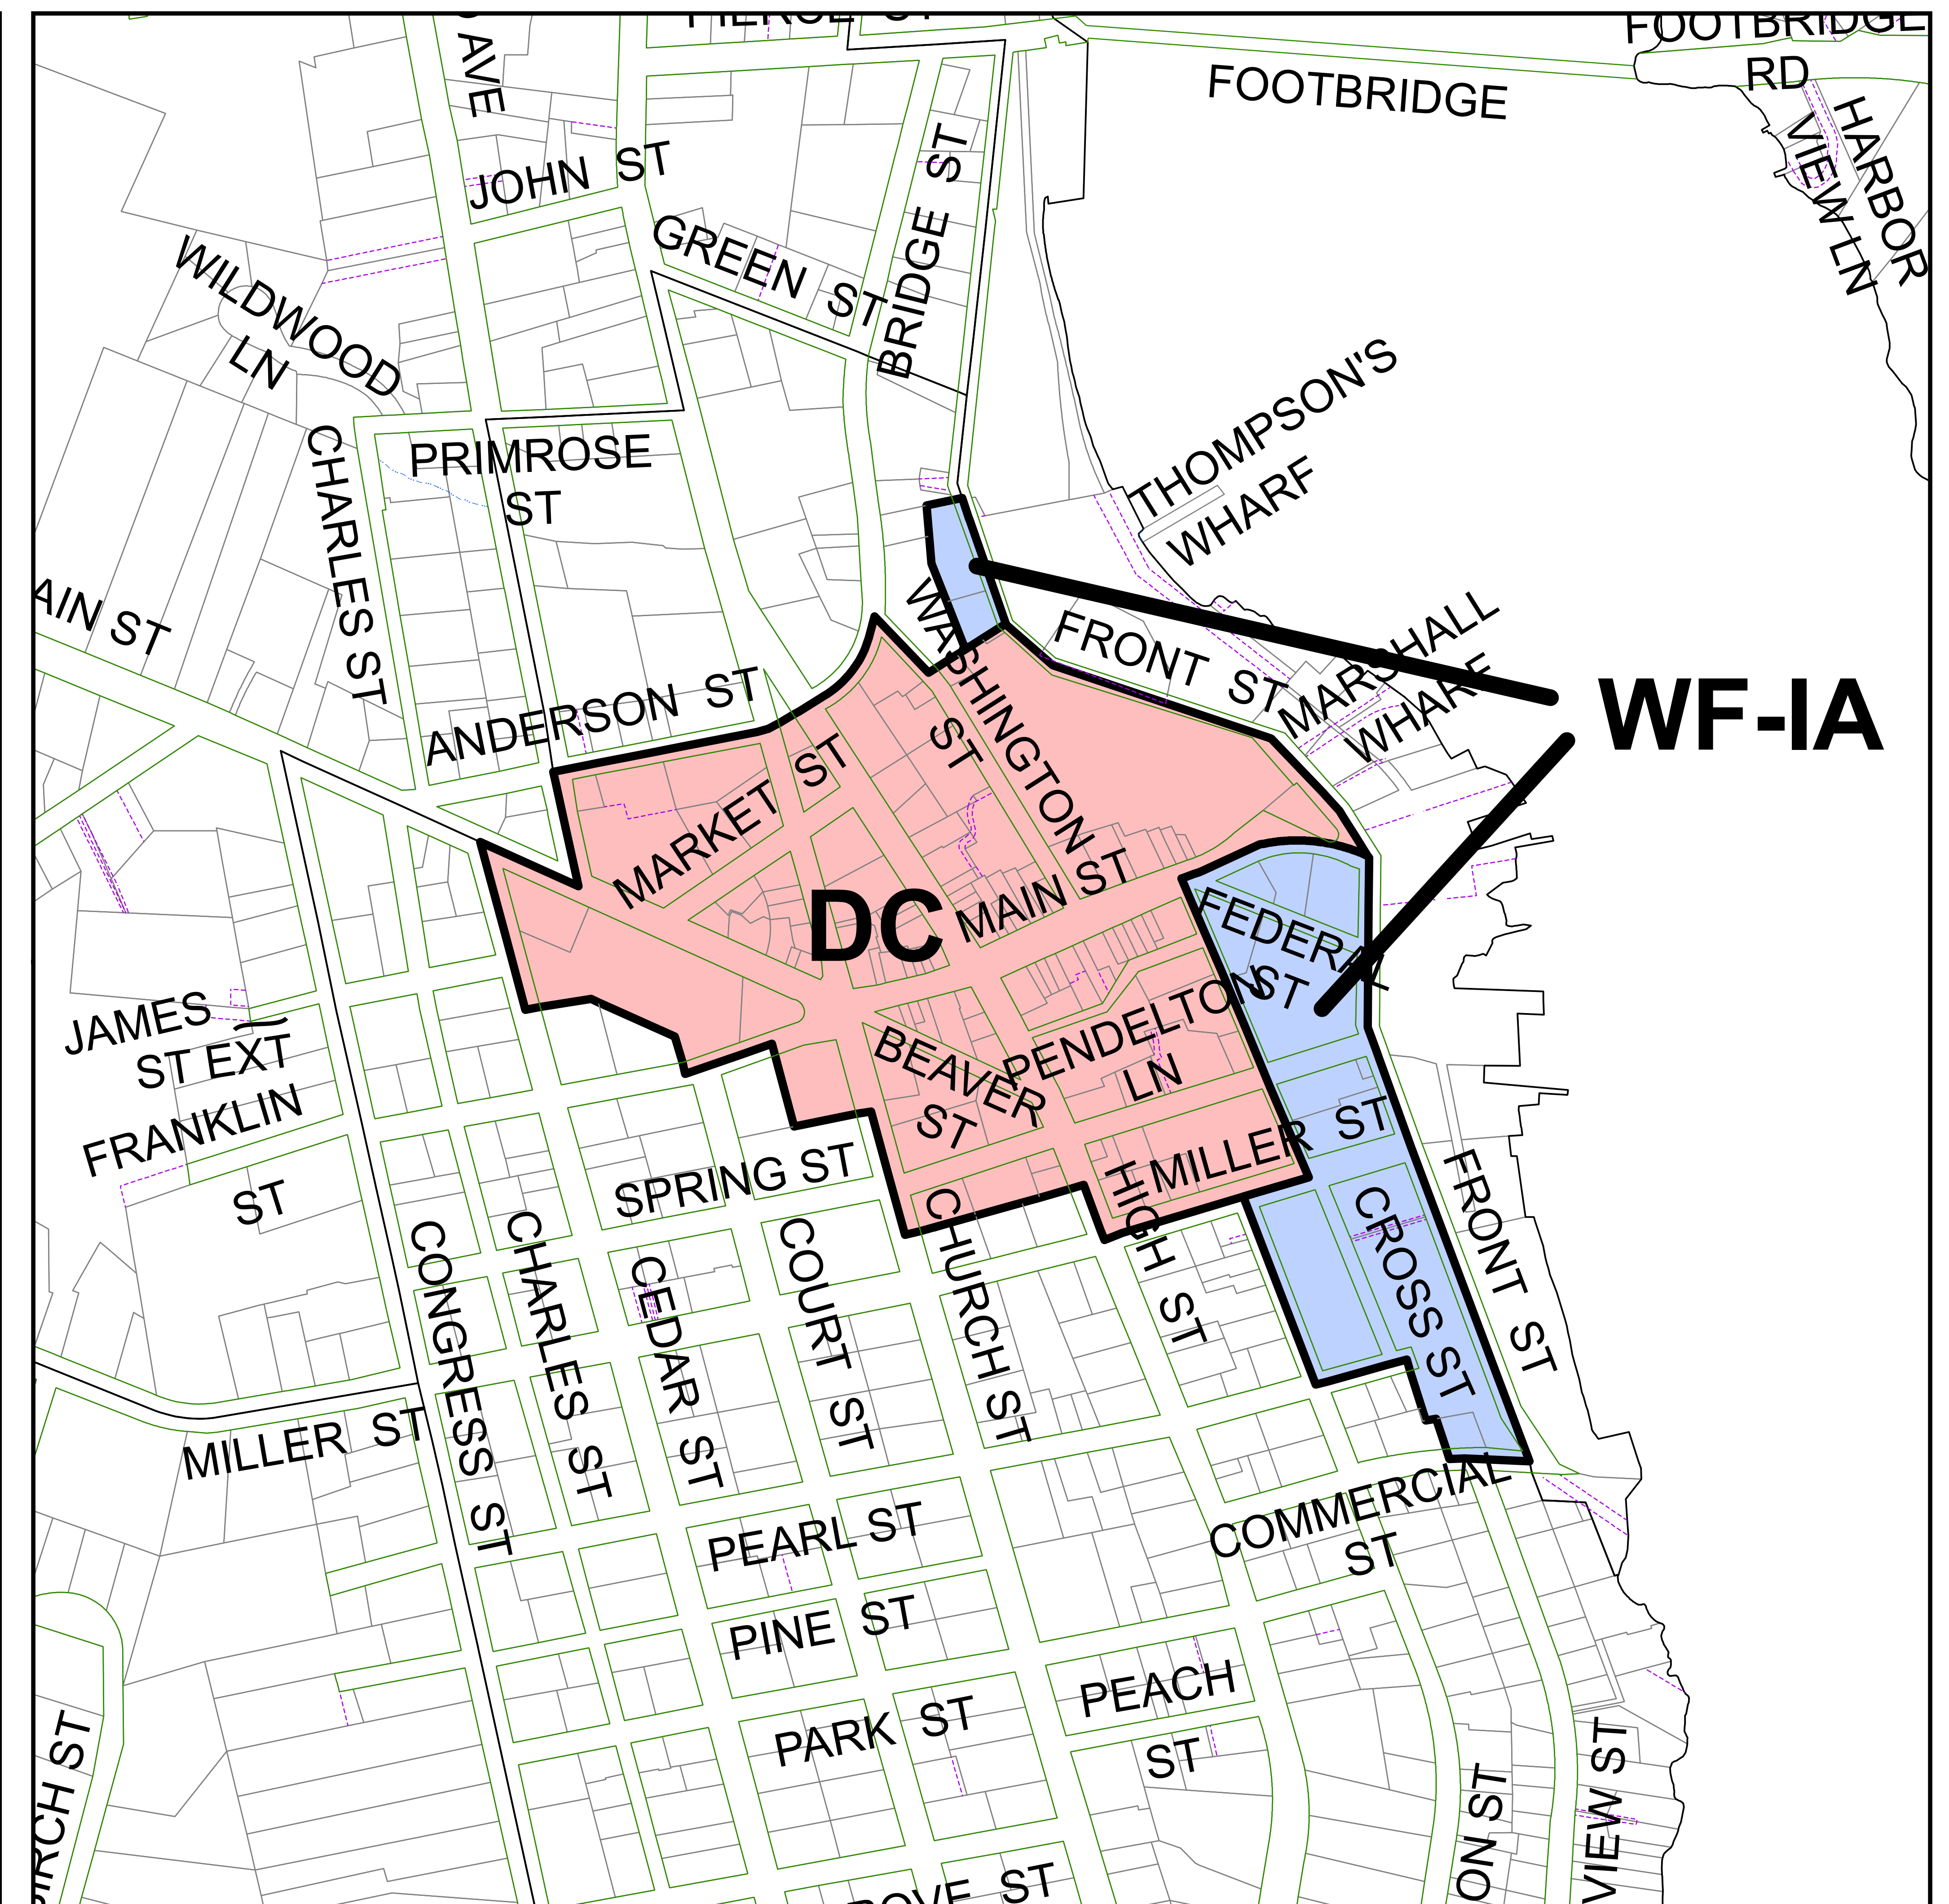 AVE
FOOTBRIDGE
RD
FOOTBRIDGE
HARBOR
VIEW LN
JOHN ST
GREEN ST
BRIDGE ST
WILDWOOD
LN
THOMPSON'S
WHARF
PRIMROSE
ST
CHARLES ST
AIN ST
WASHINGTON
ST
FRONT ST
MARSHALL
WHARF
WF-IA
ANDERSON ST
MARKET ST
DC
MAIN ST
FEDERAL
ST
JAMES
ST EXT
PENDELTON
LN
BEAVER
ST
FRANKLIN
ST
SPRING ST
MILLER ST
HIGH ST
CHURCH ST
COURT ST
CEDAR ST
CHARLES ST
CONGRESS ST
CROSS ST
FRONT ST
MILLER ST
COMMERCIAL
ST
PEARL ST
PINE ST
PEACH
ST
PARK ST
ON ST
VIEW ST
ST